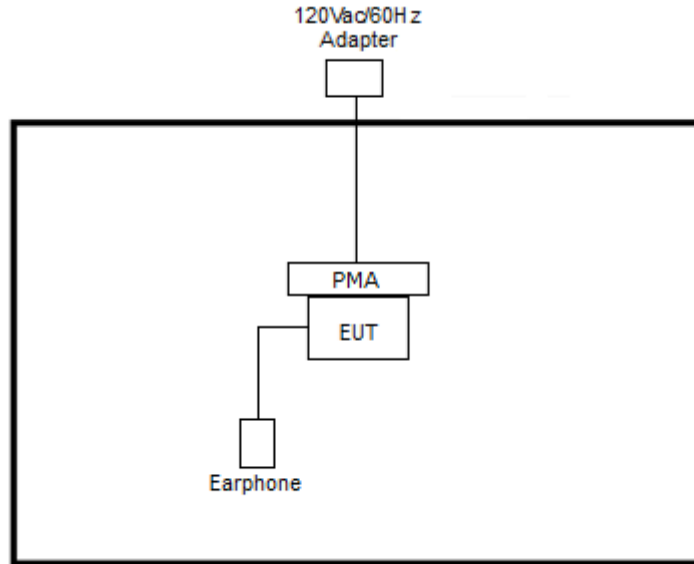 120Vac/60Hz
Adapter
PMA
EUT
Earphone